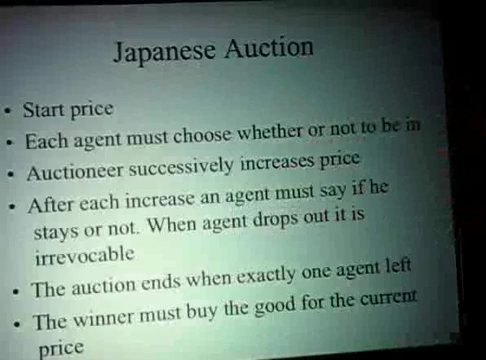 Japanese Auction
• Start price
• Each agent must choose whether or not to be in
• Auctioneer successively increases price
• After each increase an agent must say if he
stays or not. When agent drops out it is
irrevocable
• The auction ends when exactly one agent left
• The winner must buy the good for the current
price